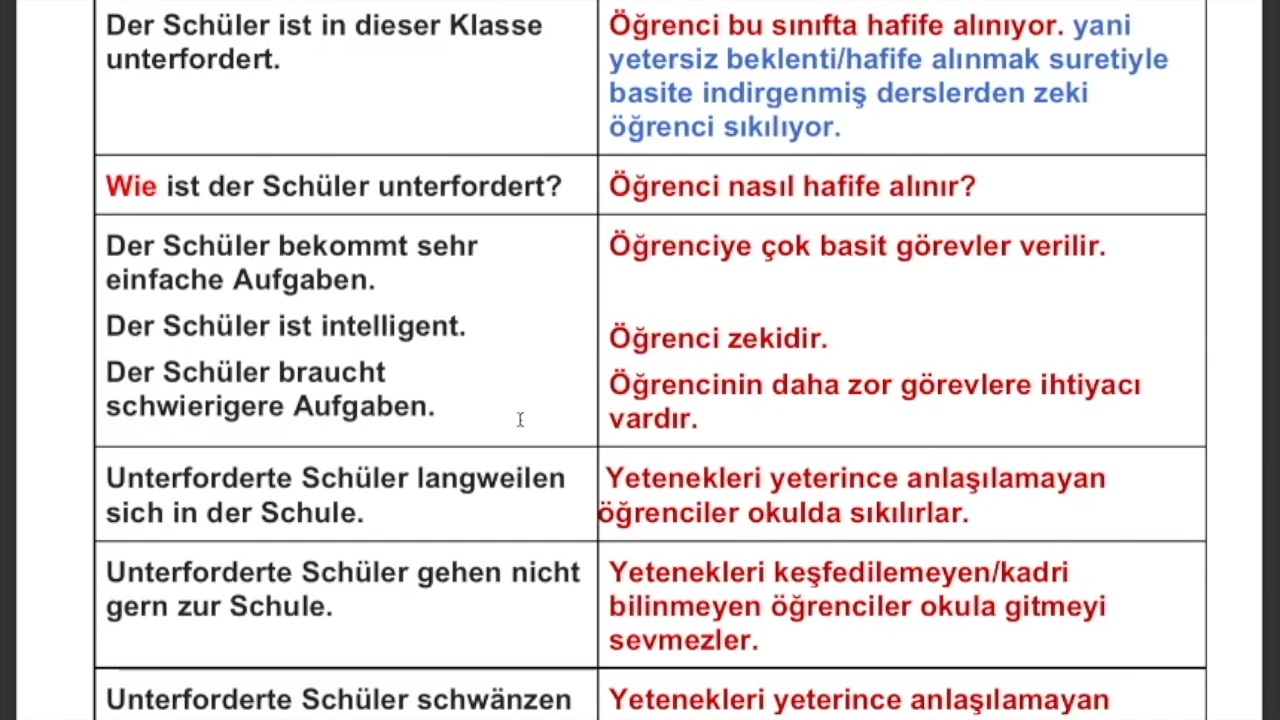 Der Schüler ist in dieser Klasse
unterfordert.
Öğrenci bu sınıfta hafife alınıyor. yani
yetersiz beklenti/hafife alınmak suretiyle
basite indirgenmiş derslerden zeki
öğrenci sıkılıyor.
Wie ist der Schüler unterfordert?
Öğrenci nasıl hafife alınır?
Der Schüler bekommt sehr
einfache Aufgaben.
Der Schüler ist intelligent.
Der Schüler braucht
schwierigere Aufgaben.
Öğrenciye çok basit görevler verilir.
Öğrenci zekidir.
Öğrencinin daha zor görevlere ihtiyacı
vardır.
Unterforderte Schüler langweilen
sich in der Schule.
Yetenekleri yeterince anlaşılamayan
öğrenciler okulda sıkılırlar.
Unterforderte Schüler gehen nicht
gern zur Schule.
Yetenekleri keşfedilemeyen/kadri
bilinmeyen öğrenciler okula gitmeyi
sevmezler.
Unterforderte Schüler schwänzen
Yetenekleri yeterince anlaşılamayan